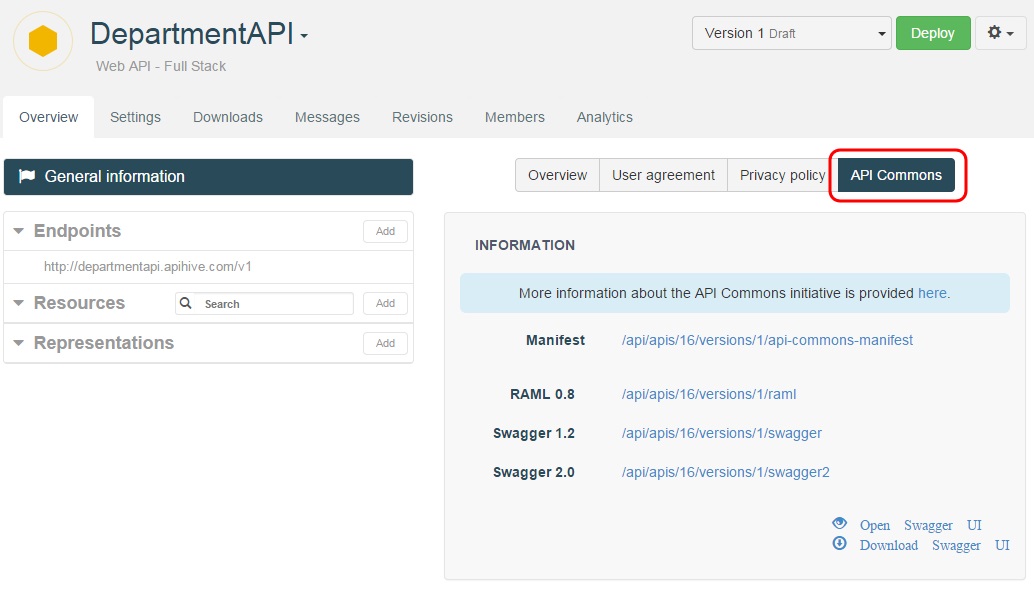 DepartmentAPI
Web API - Full Stack
Version 1 Draft
Deploy
Overview
Settings
Downloads
Messages
Revisions
Members
Analytics
General information
Endpoints
Add
http://departmentapi.apihive.com/v1
Resources
Search
Add
Representations
Add
Overview
User agreement
Privacy policy
API Commons
INFORMATION
More information about the API Commons initiative is provided here.
Manifest /api/apis/16/versions/1/api-commons-manifest
RAML 0.8 /api/apis/16/versions/1/raml
Swagger 1.2 /api/apis/16/versions/1/swagger
Swagger 2.0 /api/apis/16/versions/1/swagger2
Open Swagger UI
Download Swagger UI